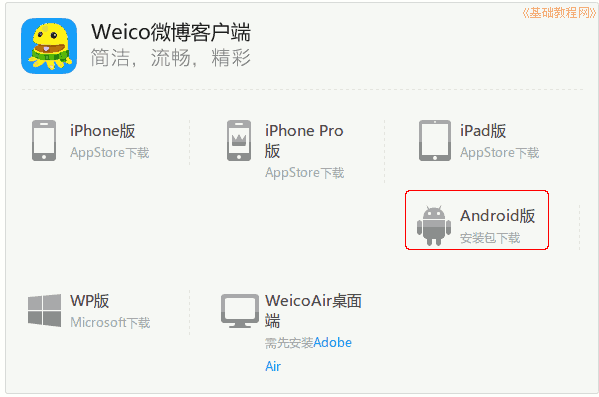 《基础教程网》
Weico微博客户端
简洁，流畅，精彩
iPhone版
AppStore下载
iPhone Pro
版
AppStore下载
iPad版
AppStore下载
Android版
安装包下载
WP版
Microsoft下载
WeicoAir桌面
端
需先安装Adobe
Air